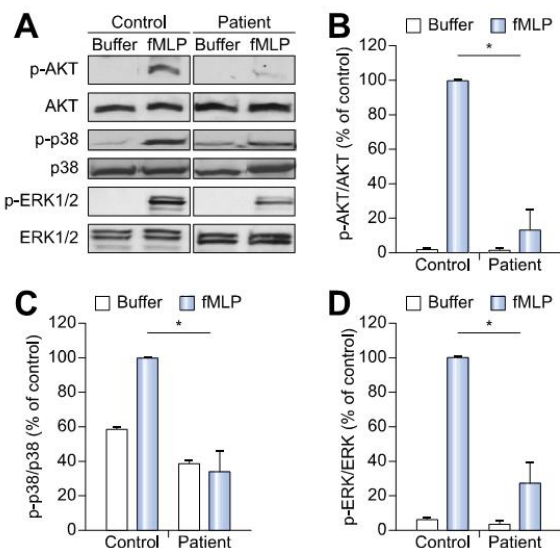 A
Control Patient
Buffer fMLP Buffer fMLP
p-AKT
AKT
p-p38
p38
p-ERK1/2
ERK1/2
B
Buffer fMLP
p-AKT/AKT (% of control)
120
100
80
60
40
20
0
*
Control Patient
C
Buffer fMLP
p-p38/p38 (% of control)
120
100
80
60
40
20
0
*
Control Patient
D
Buffer fMLP
p-ERK/ERK (% of control)
120
100
80
60
40
20
0
*
Control Patient